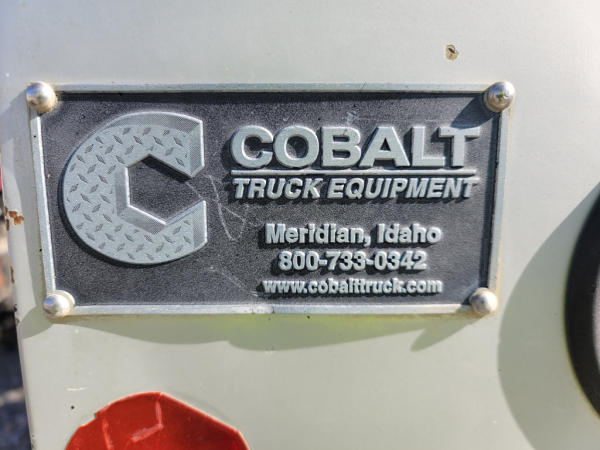 COBALT
TRUCK EQUIPMENT
Meridian, Idaho
800-733-0342
www.cobalttruck.com